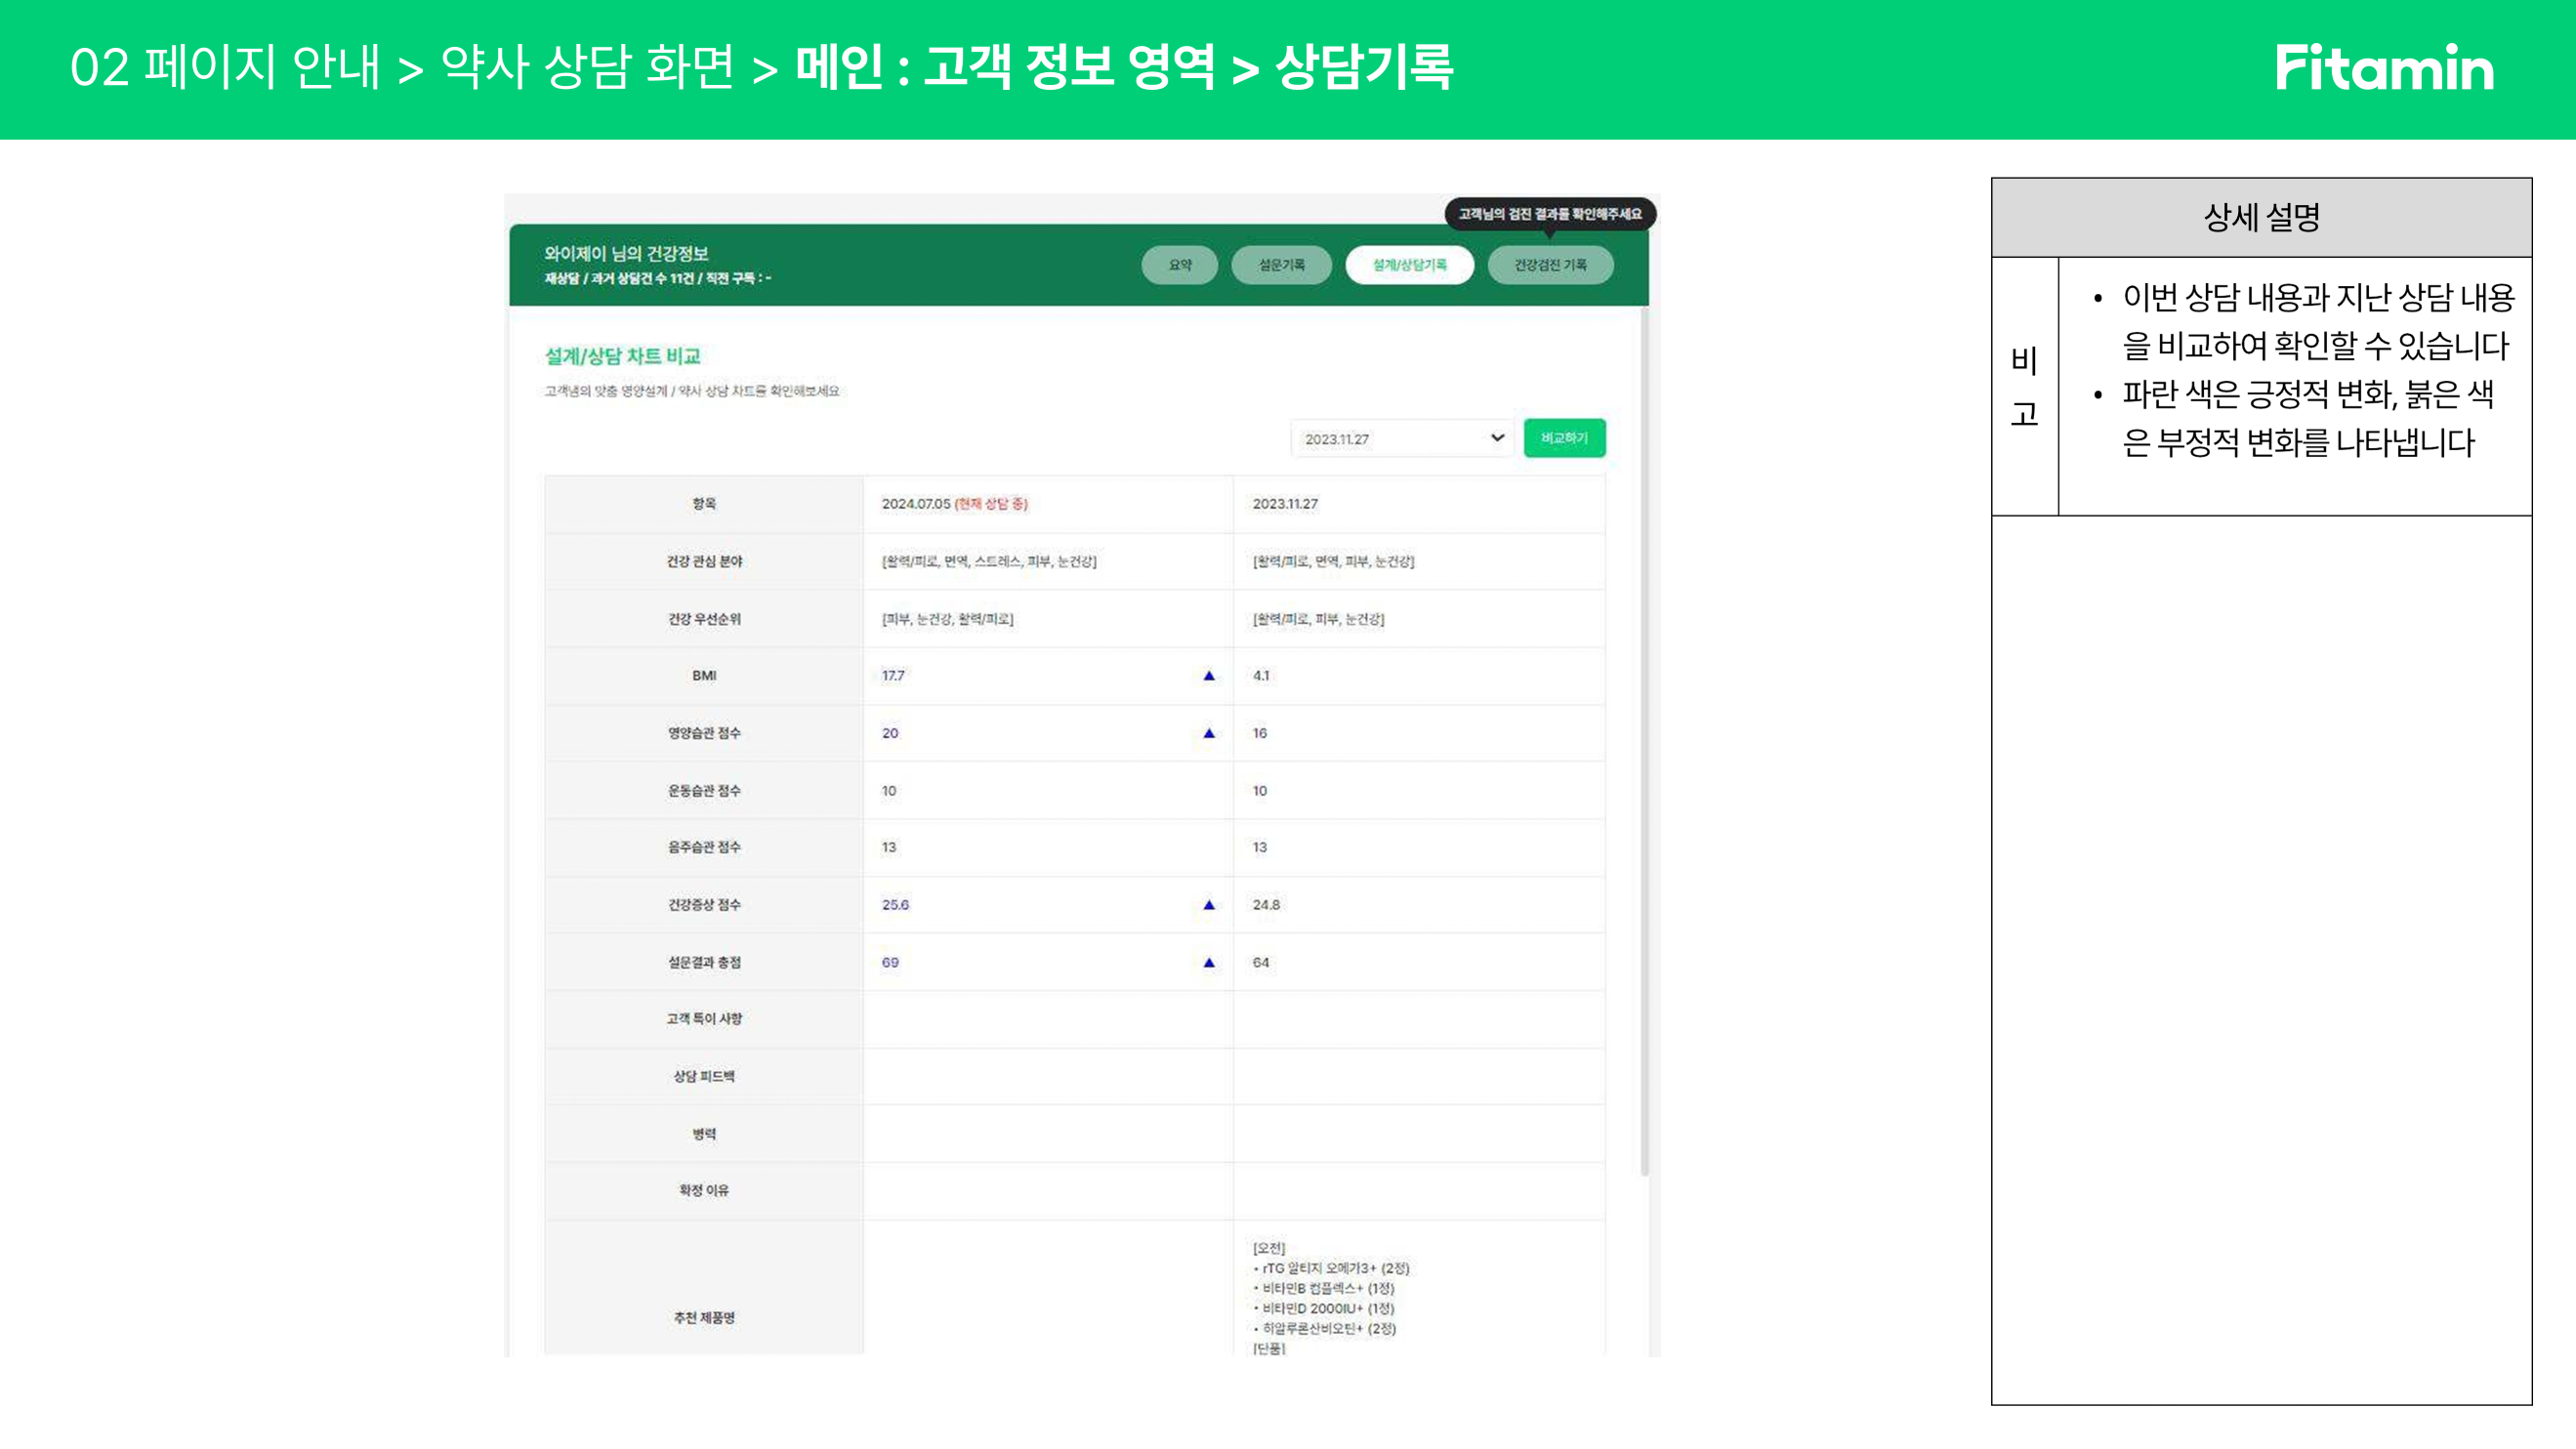 02 페이지 안내 > 약사 상담 화면 > 메인 : 고객 정보 영역 > 상담기록
Fitamin
고객님의 검진 결과를 확인해주세요
와이제이 님의 건강정보
재상담 / 과거 상담건 수 11건 / 직전 구독 : -
요약
설문기록
설계/상담기록
건강검진 기록
설계/상담 차트 비교
고객님의 맞춤 영양설계 / 약사 상담 차트를 확인해보세요
2023.11.27
비교하기
항목 2024.07.05 (현재 상담 중) 2023.11.27
건강 관심 분야 [활력/피로, 면역, 스트레스, 피부, 눈건강] [활력/피로, 면역, 피부, 눈건강]
건강 우선순위 [피부, 눈건강, 활력/피로] [활력/피로, 피부, 눈건강]
BMI 17.7 ▲ 4.1
영양습관 점수 20 ▲ 16
운동습관 점수 10 10
음주습관 점수 13 13
건강증상 점수 25.6 ▲ 24.8
설문결과 총점 69 ▲ 64
고객 특이 사항
상담 피드백
병력
확정 이유
추천 제품명
[오전]
• rTG 알티지 오메가3+ (2정)
• 비타민B 컴플렉스+ (1정)
• 비타민D 2000IU+ (1정)
• 히알루론산비오틴+ (2정)
[단품]
상세 설명
비
고
• 이번 상담 내용과 지난 상담 내용
을 비교하여 확인할 수 있습니다
• 파란 색은 긍정적 변화, 붉은 색
은 부정적 변화를 나타냅니다